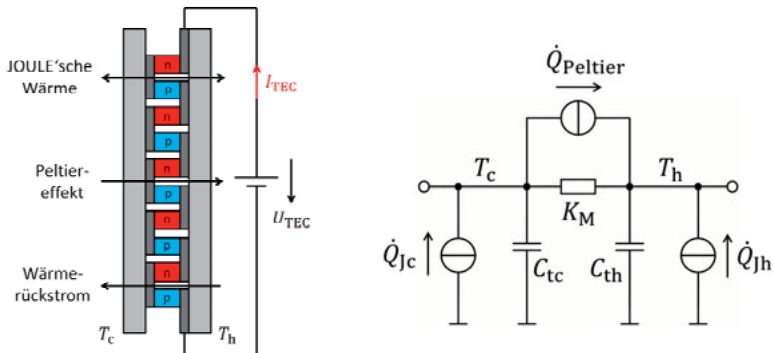 JOULE'sche
Wärme
Peltier-
effekt
Wärme-
rückstrom
n
p
n
p
n
p
n
p
n
p
T_c
T_h
I_TEC
U_TEC
Q̇_Peltier
T_c
T_h
K_M
Q̇_Jc
C_tc
C_th
Q̇_Jh